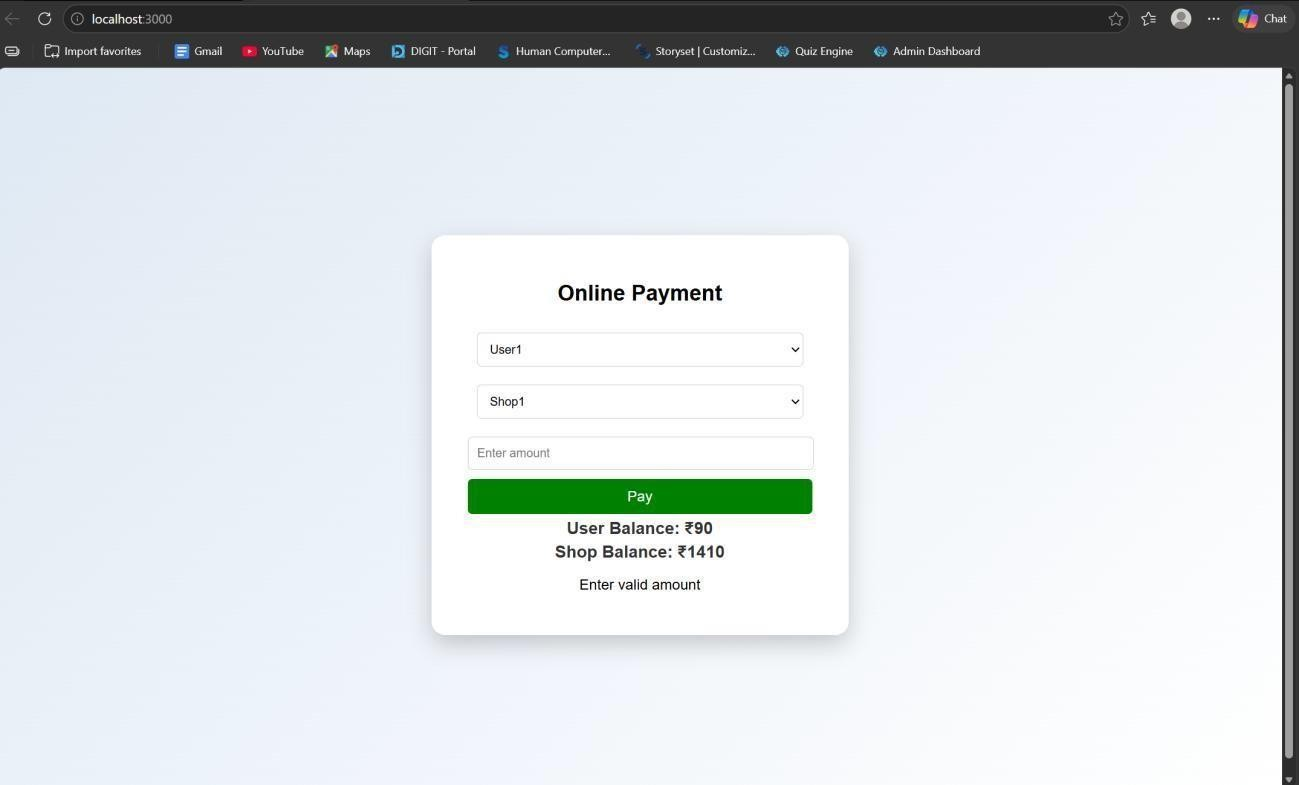 localhost:3000
Chat
Import favorites Gmail YouTube Maps DIGIT - Portal Human Computer... Storyset | Customiz... Quiz Engine Admin Dashboard
Online Payment
User1
Shop1
Enter amount
Pay
User Balance: ₹90
Shop Balance: ₹1410
Enter valid amount